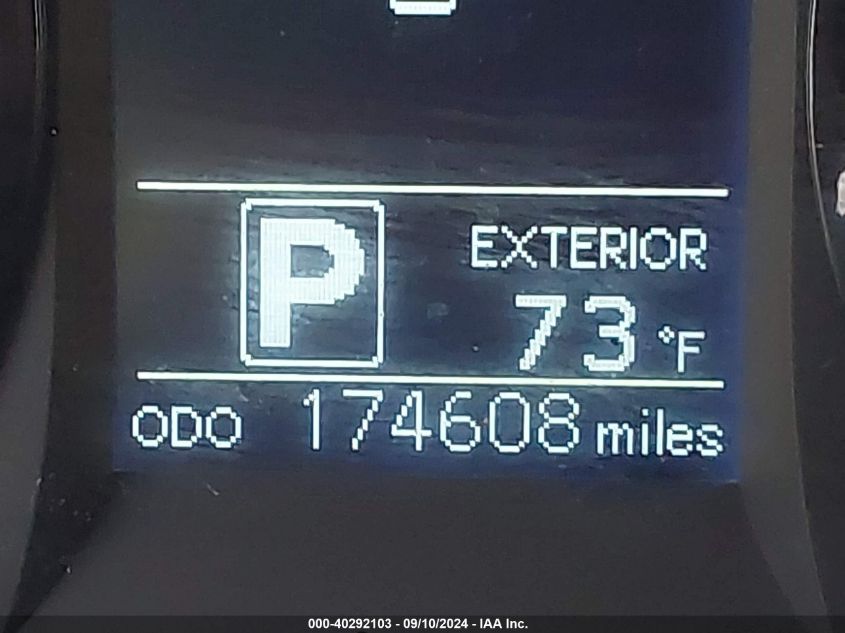 P
EXTERIOR
73 °F
ODO 174608 miles
000-40292103 - 09/10/2024 - IAA Inc.